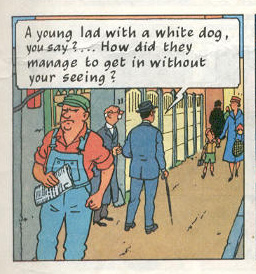 A young lad with a white dog,
you say?... How did they
manage to get in without
your seeing?